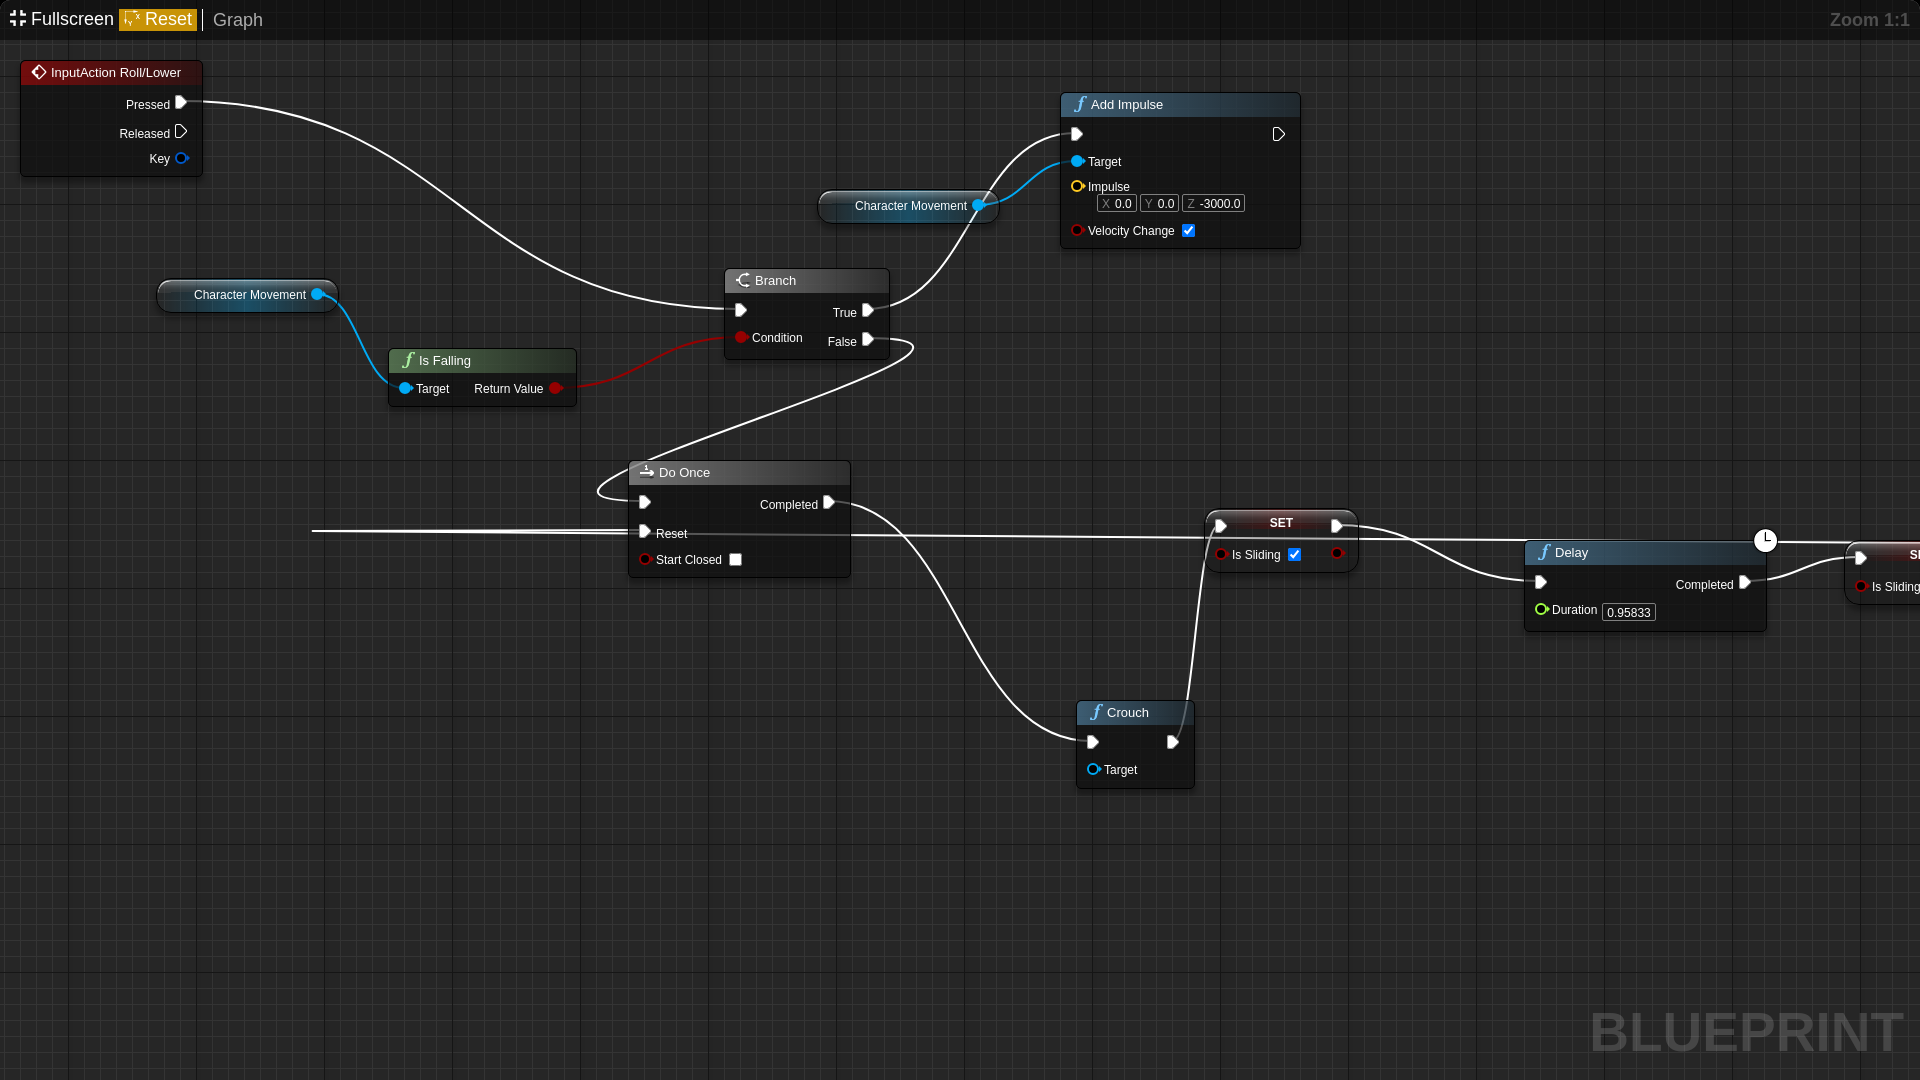 Fullscreen Reset Graph Zoom 1:1
InputAction Roll/Lower
Pressed
Released
Key
Add Impulse
Target
Impulse
X 0.0 Y 0.0 Z -3000.0
Velocity Change
Character Movement
Character Movement
Branch
True
Condition
False
Is Falling
Target Return Value
Do Once
Completed
Reset
Start Closed
SET
Is Sliding
Delay
Completed
Duration 0.95833
Is Sliding
Crouch
Target
BLUEPRINT